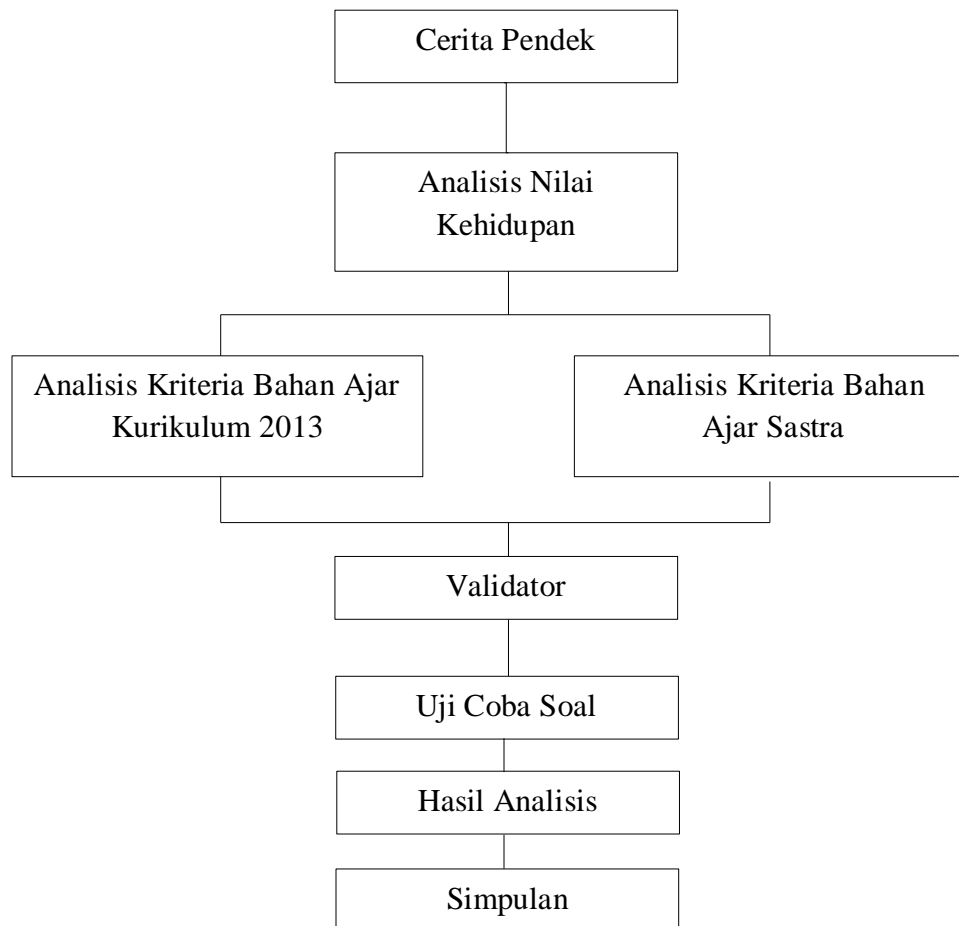 Cerita Pendek
Analisis Nilai
Kehidupan
Analisis Kriteria Bahan Ajar
Kurikulum 2013
Analisis Kriteria Bahan
Ajar Sastra
Validator
Uji Coba Soal
Hasil Analisis
Simpulan